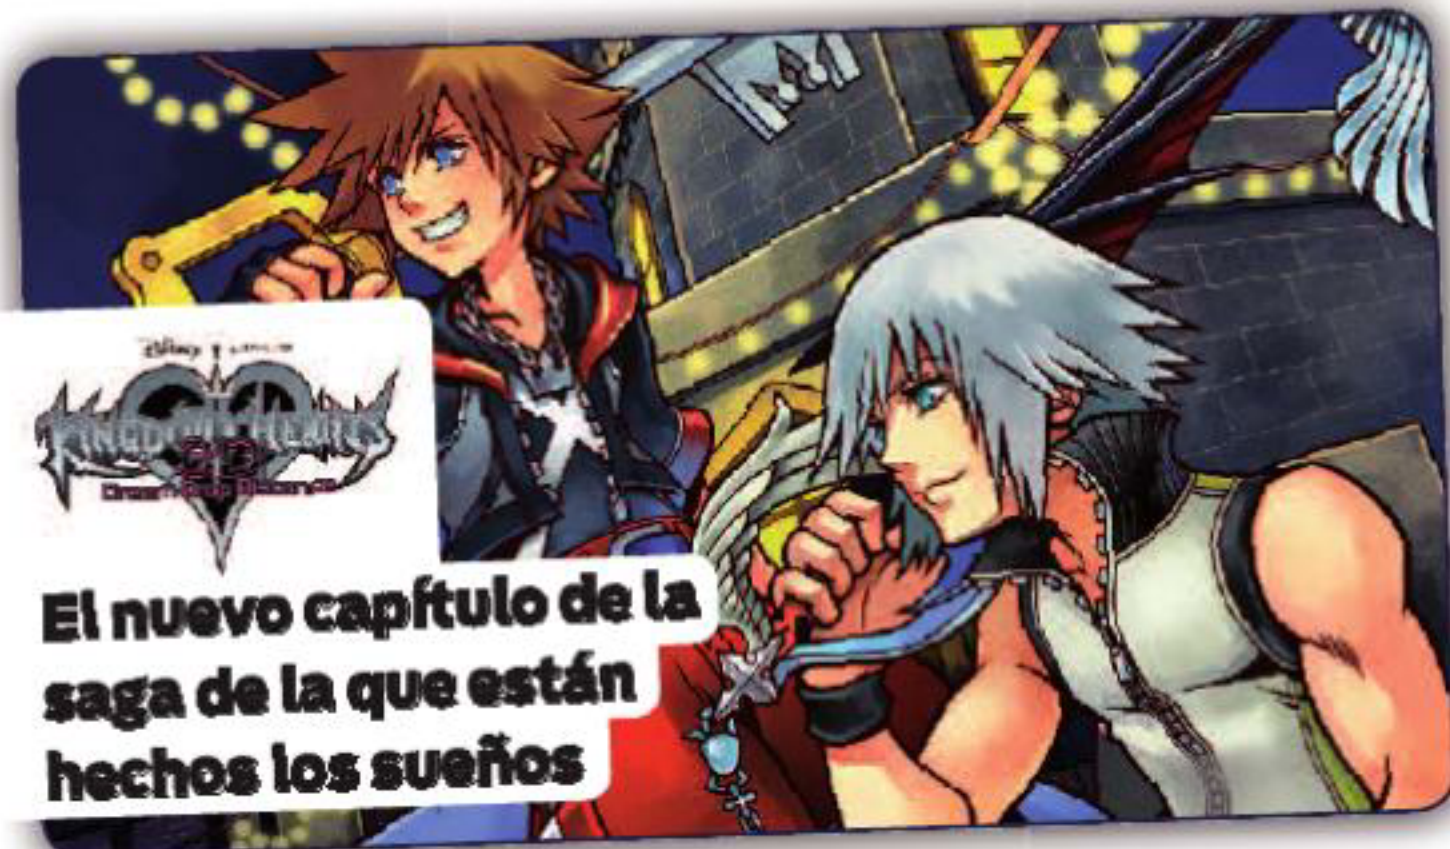 Disney
KINGDOM HEARTS
3D
Dream Drop Distance
El nuevo capítulo de la
saga de la que están
hechos los sueños